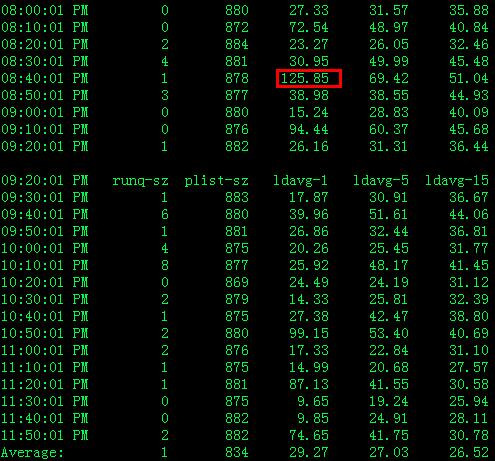 08:00:01 PM 0 880 27.33 31.57 35.88
08:10:01 PM 0 872 72.54 48.97 40.84
08:20:01 PM 2 884 23.27 26.05 32.46
08:30:01 PM 4 881 30.95 49.99 45.48
08:40:01 PM 1 878 125.85 69.42 51.04
08:50:01 PM 3 877 38.98 38.55 44.93
09:00:01 PM 0 880 15.24 28.83 40.09
09:10:01 PM 0 876 94.44 60.37 45.68
09:20:01 PM 1 882 26.16 31.31 36.44
09:20:01 PM runq-sz plist-sz ldavg-1 ldavg-5 ldavg-15
09:30:01 PM 1 883 17.87 30.91 36.67
09:40:01 PM 6 880 39.96 51.61 44.06
09:50:01 PM 1 881 26.86 32.44 36.81
10:00:01 PM 4 875 20.26 25.45 31.77
10:10:01 PM 8 877 25.92 48.17 41.45
10:20:01 PM 0 869 24.49 24.19 31.12
10:30:01 PM 2 879 14.33 25.81 32.39
10:40:01 PM 1 875 27.38 42.47 38.80
10:50:01 PM 2 880 99.15 53.40 40.69
11:00:01 PM 2 876 17.33 22.84 31.10
11:10:01 PM 1 875 14.99 20.68 27.57
11:20:01 PM 1 881 87.13 41.55 30.58
11:30:01 PM 0 875 9.65 19.24 25.94
11:40:01 PM 0 882 9.85 24.91 28.11
11:50:01 PM 2 882 74.65 41.75 30.78
Average: 1 834 29.27 27.03 26.52